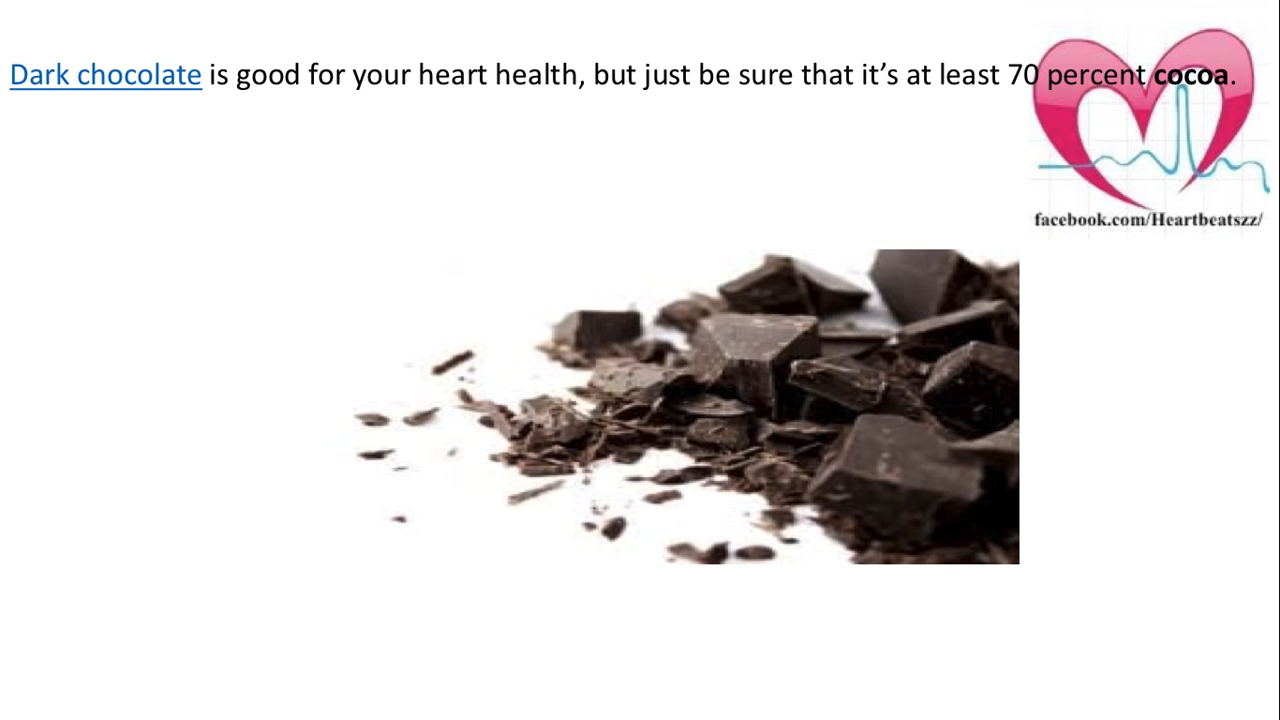 Dark chocolate is good for your heart health, but just be sure that it’s at least 70 percent cocoa.
facebook.com/Heartbeatszz/